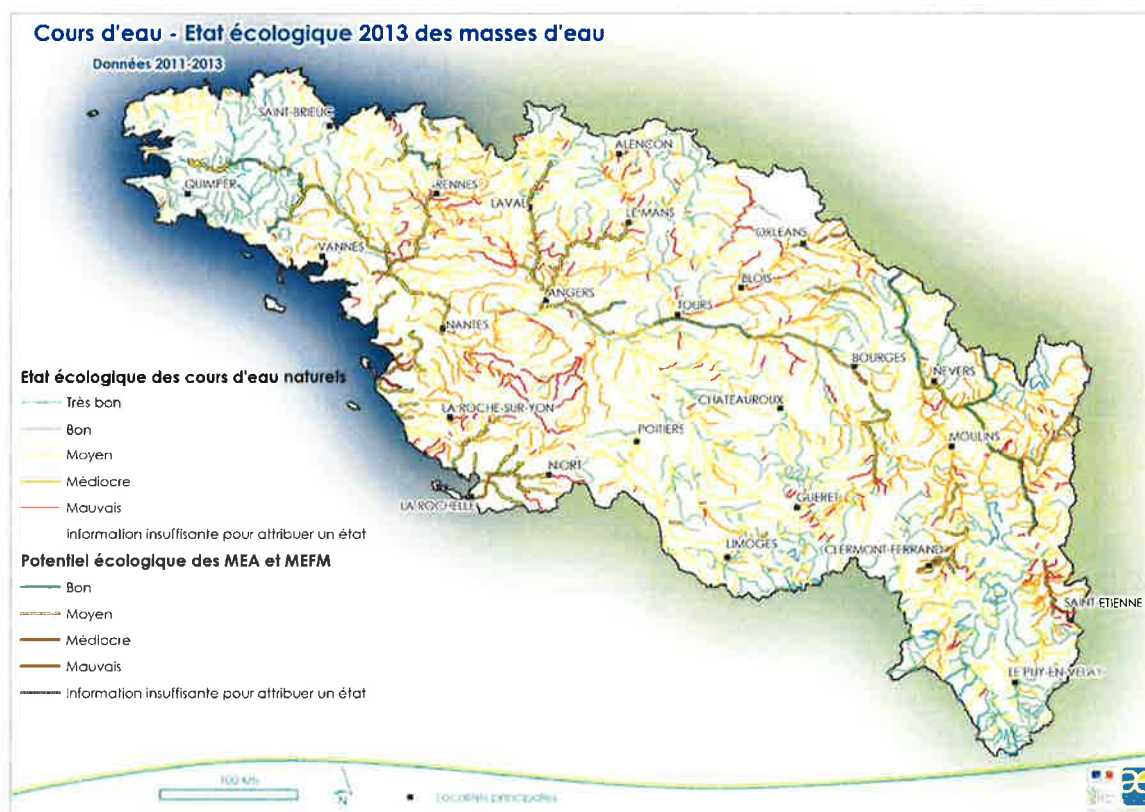 Cours d'eau - Etat écologique 2013 des masses d'eau
Données 2011-2013
SAINT-BRIEUC
ALENCON
QUIMPER
RENNES
LAVAL
LE MANS
ORLEANS
VANNES
BLOIS
ANGERS
TOURS
NANTES
BOURGES
NEVERS
Etat écologique des cours d'eau naturels
Très bon
Bon
Moyen
Médiocre
Mauvais
Information insuffisante pour attribuer un état
CHATEAUROUX
LA ROCHE-SUR-YON
POITIERS
MOULINS
NIORT
GUERET
LA ROCHELLE
LIMOGES
CLERMONT-FERRAND
SAINT-ETIENNE
LE PUY-EN-VELAY
Potentiel écologique des MEA et MEFM
Bon
Moyen
Médiocre
Mauvais
Information insuffisante pour attribuer un état
100 Km
N
Localités principales